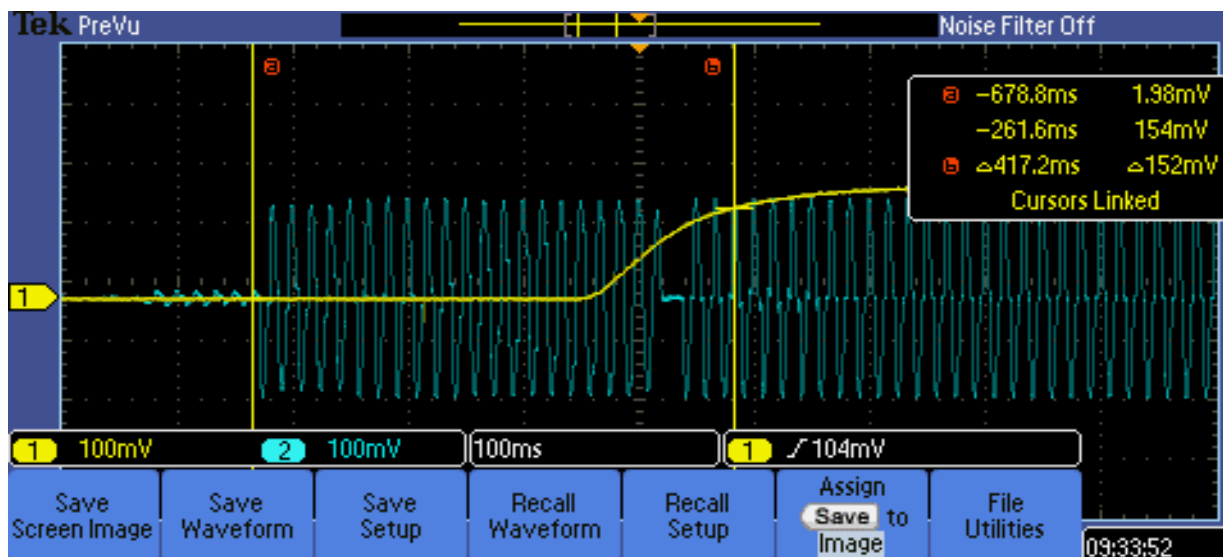 Tek PreVu Noise Filter Off
a b
a -678.8ms 1.98mV
-261.6ms 154mV
b △417.2ms △152mV
Cursors Linked
1
1 100mV 2 100mV 100ms 1 104mV
Save Screen Image
Save Waveform
Save Setup
Recall Waveform
Recall Setup
Assign Save to Image
File Utilities
09:33:52